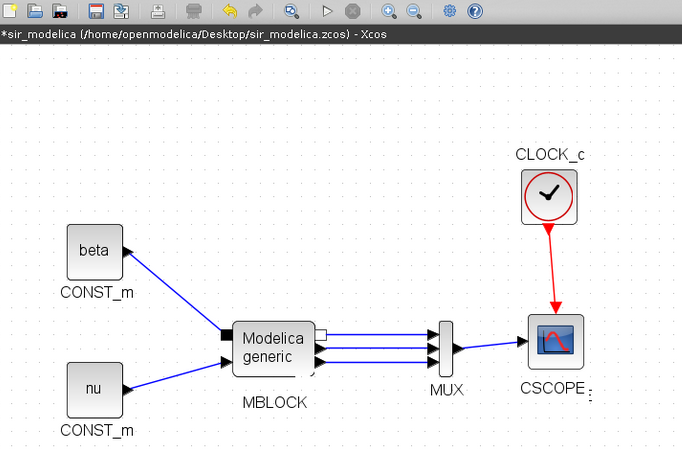 *sir_modelica (/home/openmodelica/Desktop/sir_modelica.zcos) - Xcos
CLOCK_c
beta
CONST_m
Modelica
generic
MBLOCK
MUX
CSCOPE
nu
CONST_m